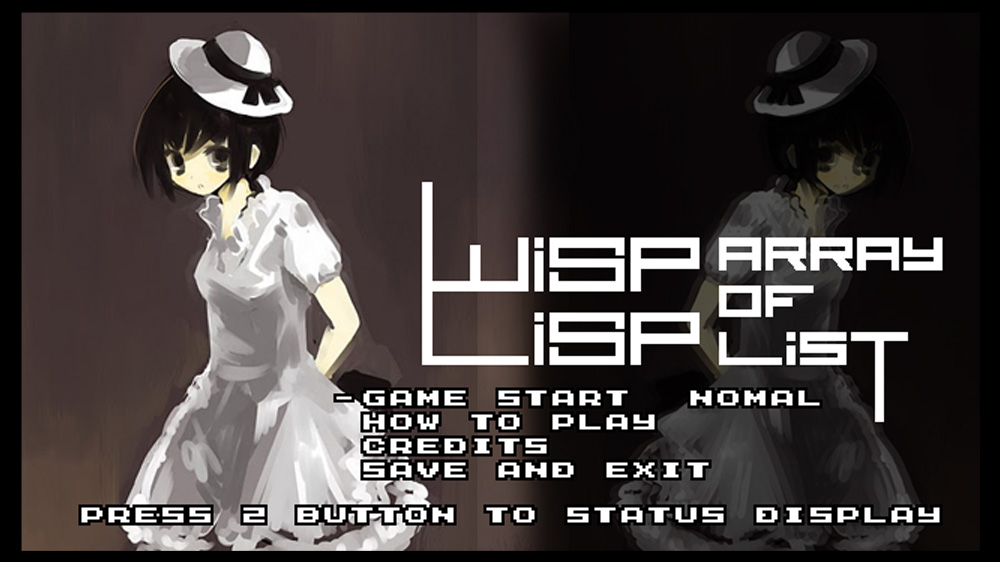 WiSP ARRAY
OF
LiSP LiST
-GAME START NOMAL
HOW TO PLAY
CREDITS
SAVE AND EXIT
PRESS 2 BUTTON TO STATUS DISPLAY